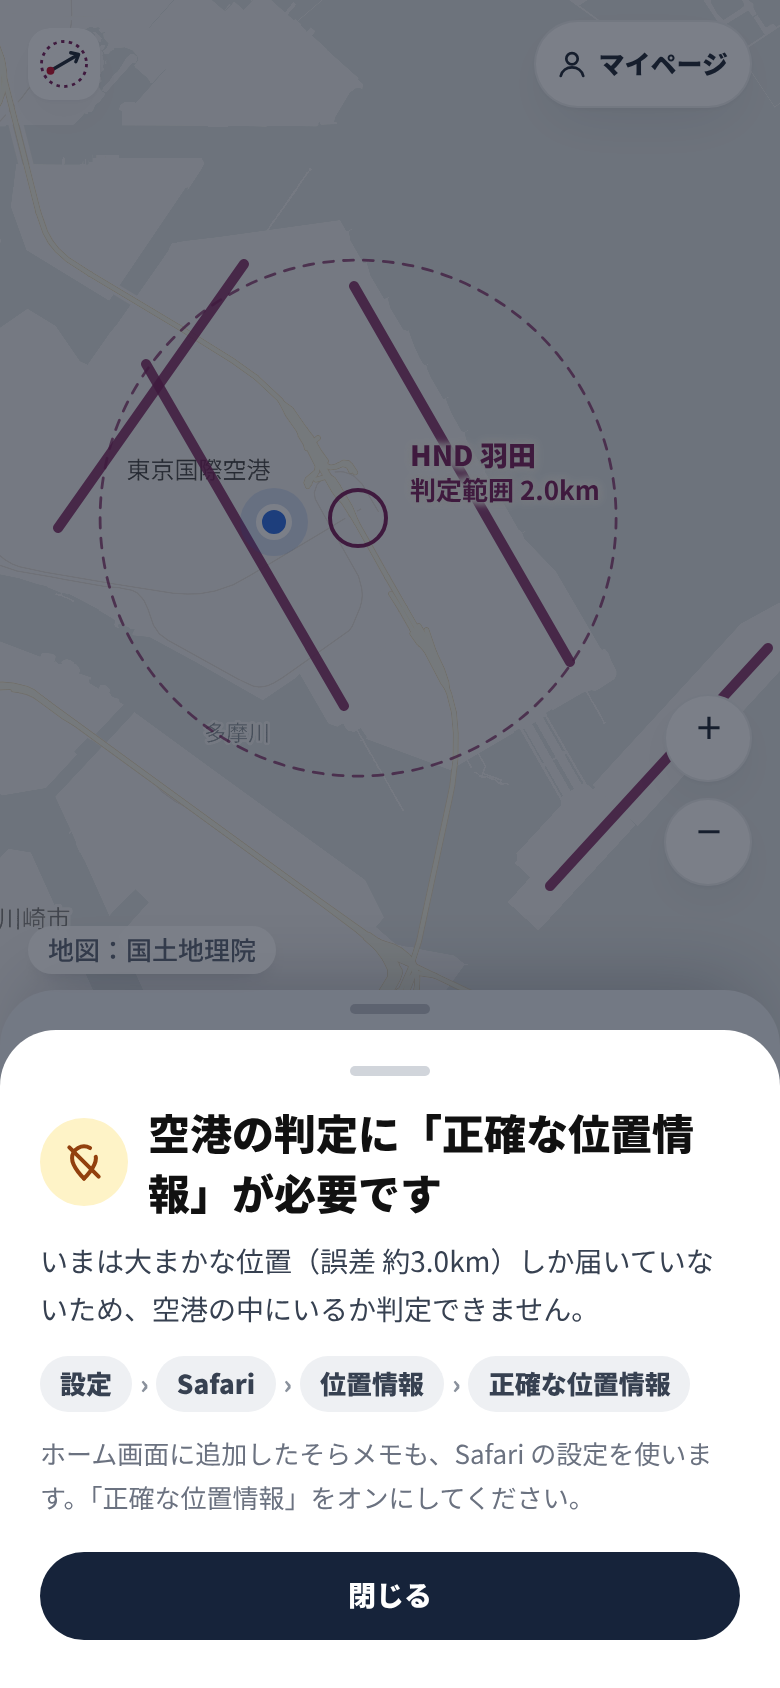 マイページ
HND 羽田
東京国際空港
判定範囲 2.0km
多摩川
+
−
川崎市
地図：国土地理院
空港の判定に「正確な位置情
報」が必要です
いまは大まかな位置（誤差 約3.0km）しか届いていな
いため、空港の中にいるか判定できません。
設定 › Safari › 位置情報 › 正確な位置情報
ホーム画面に追加したそらメモも、Safari の設定を使いま
す。「正確な位置情報」をオンにしてください。
閉じる